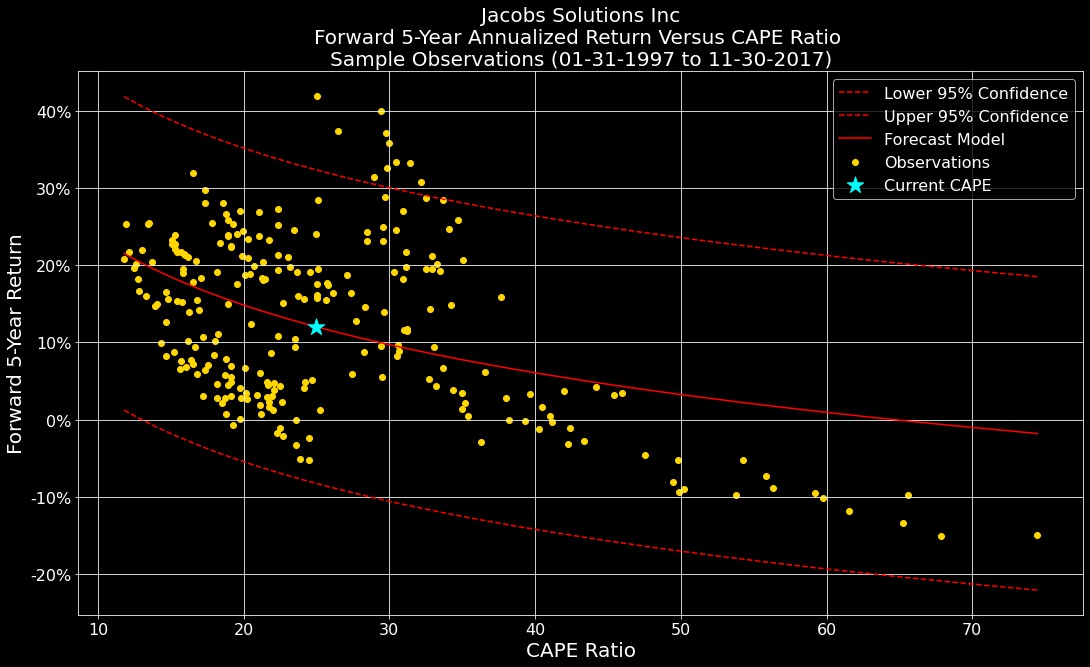 Jacobs Solutions Inc
Forward 5-Year Annualized Return Versus CAPE Ratio
Sample Observations (01-31-1997 to 11-30-2017)
Lower 95% Confidence
Upper 95% Confidence
Forecast Model
Observations
Current CAPE
Forward 5-Year Return
40%
30%
20%
10%
0%
-10%
-20%
10 20 30 40 50 60 70
CAPE Ratio